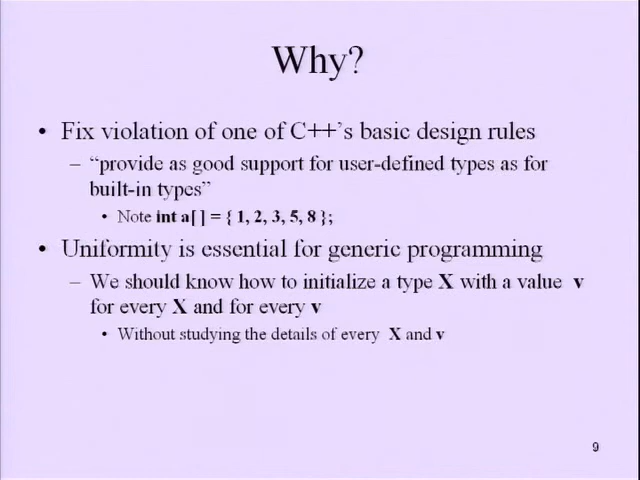 Why?
• Fix violation of one of C++'s basic design rules
– “provide as good support for user-defined types as for
built-in types”
• Note int a[ ] = { 1, 2, 3, 5, 8 };
• Uniformity is essential for generic programming
– We should know how to initialize a type X with a value v
for every X and for every v
• Without studying the details of every X and v
9